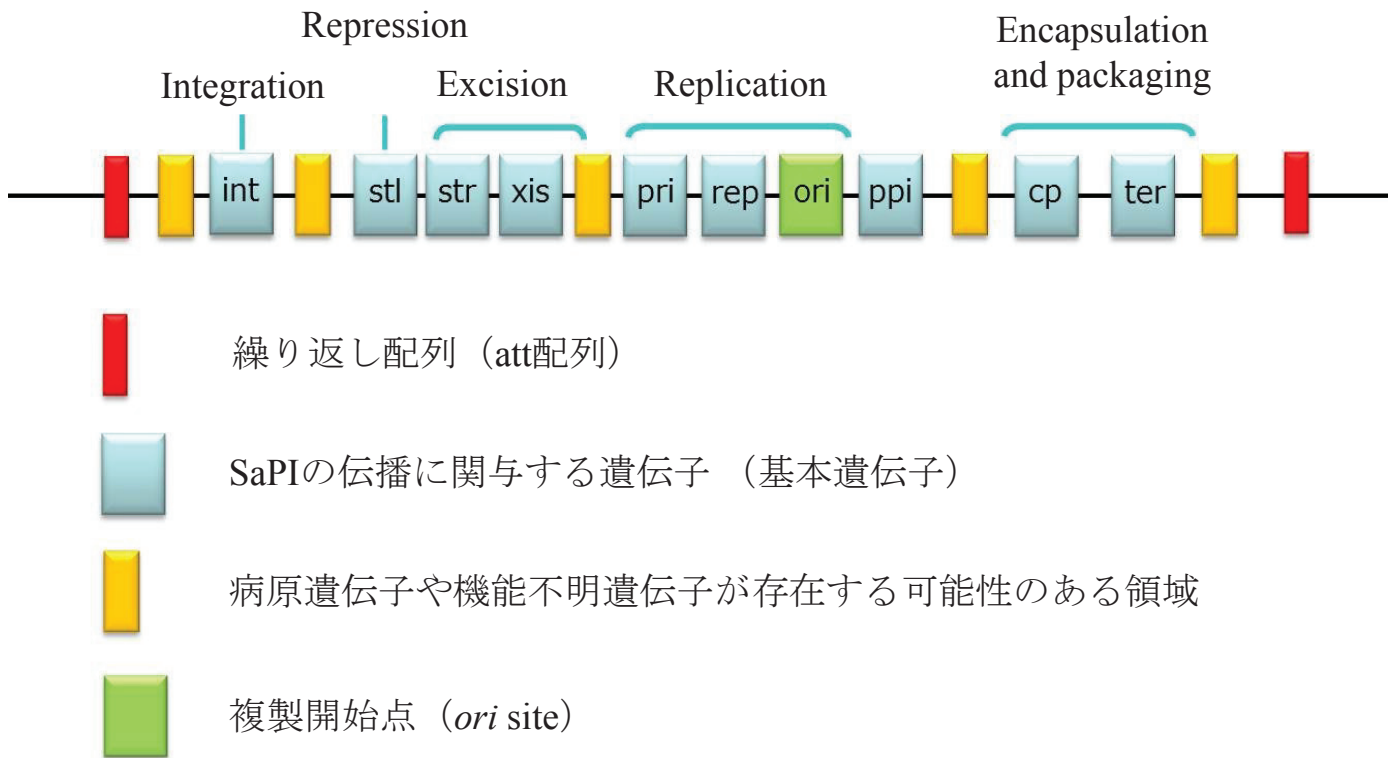 Repression
Encapsulation
and packaging
Integration
Excision
Replication
int
stl
str
xis
pri
rep
ori
ppi
cp
ter
繰り返し配列（att配列）
SaPIの伝播に関与する遺伝子 （基本遺伝子）
病原遺伝子や機能不明遺伝子が存在する可能性のある領域
複製開始点（ori site）